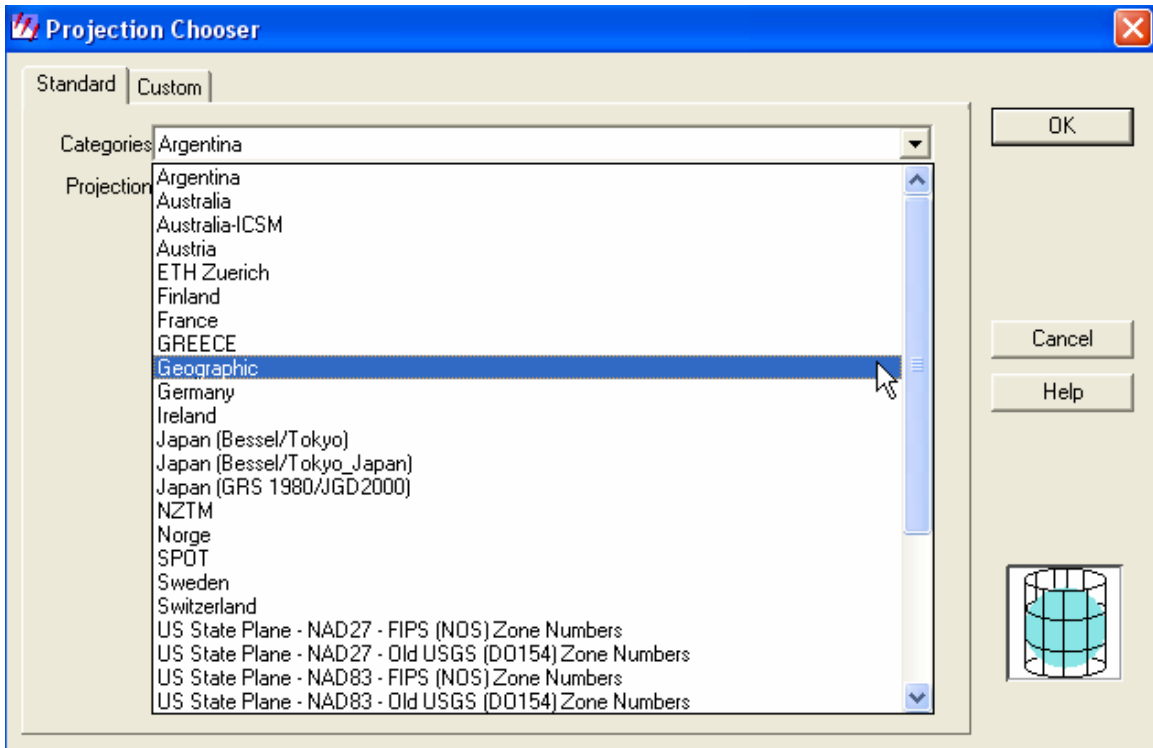 Projection Chooser
Standard
Custom
Categories Argentina
OK
Projection
Argentina
Australia
Australia-ICSM
Austria
ETH Zuerich
Finland
France
GREECE
Geographic
Cancel
Germany
Help
Ireland
Japan (Bessel/Tokyo)
Japan (Bessel/Tokyo_Japan)
Japan (GRS 1980/JGD2000)
NZTM
Norge
SPOT
Sweden
Switzerland
US State Plane - NAD27 - FIPS (NOS) Zone Numbers
US State Plane - NAD27 - Old USGS (DO154) Zone Numbers
US State Plane - NAD83 - FIPS (NOS) Zone Numbers
US State Plane - NAD83 - Old USGS (DO154) Zone Numbers